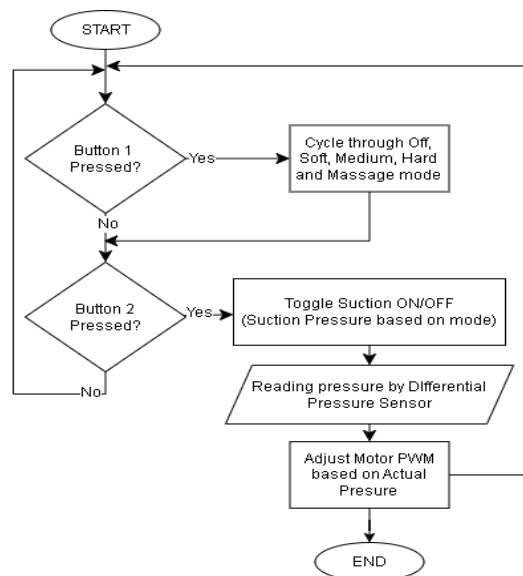 START
Button 1
Pressed?
Yes
Cycle through Off,
Soft, Medium, Hard
and Massage mode
No
Button 2
Pressed?
Yes
Toggle Suction ON/OFF
(Suction Pressure based on mode)
No
Reading pressure by DIfferential
Pressure Sensor
Adjust Motor PWM
based on Actual
Presure
END